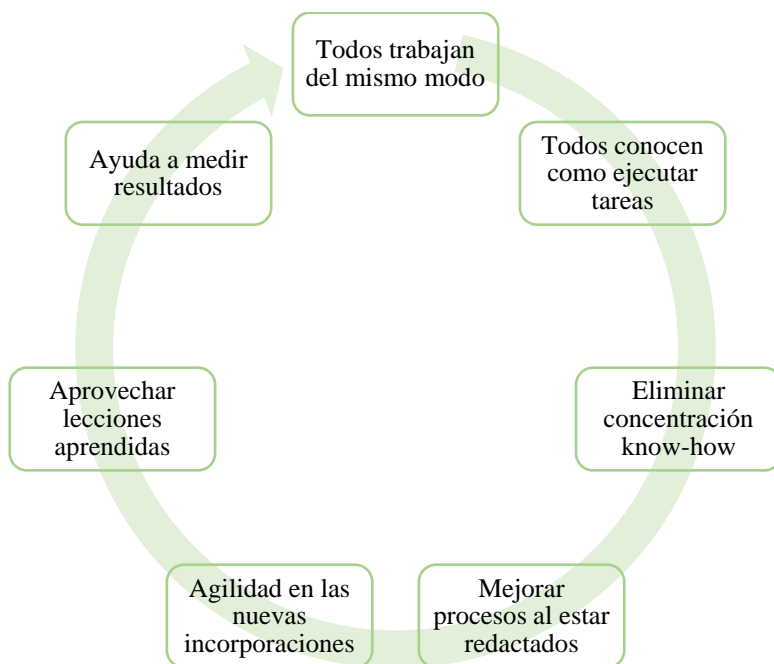 Todos trabajan
del mismo modo
Todos conocen
como ejecutar
tareas
Eliminar
concentración
know-how
Mejorar
procesos al estar
redactados
Agilidad en las
nuevas
incorporaciones
Aprovechar
lecciones
aprendidas
Ayuda a medir
resultados